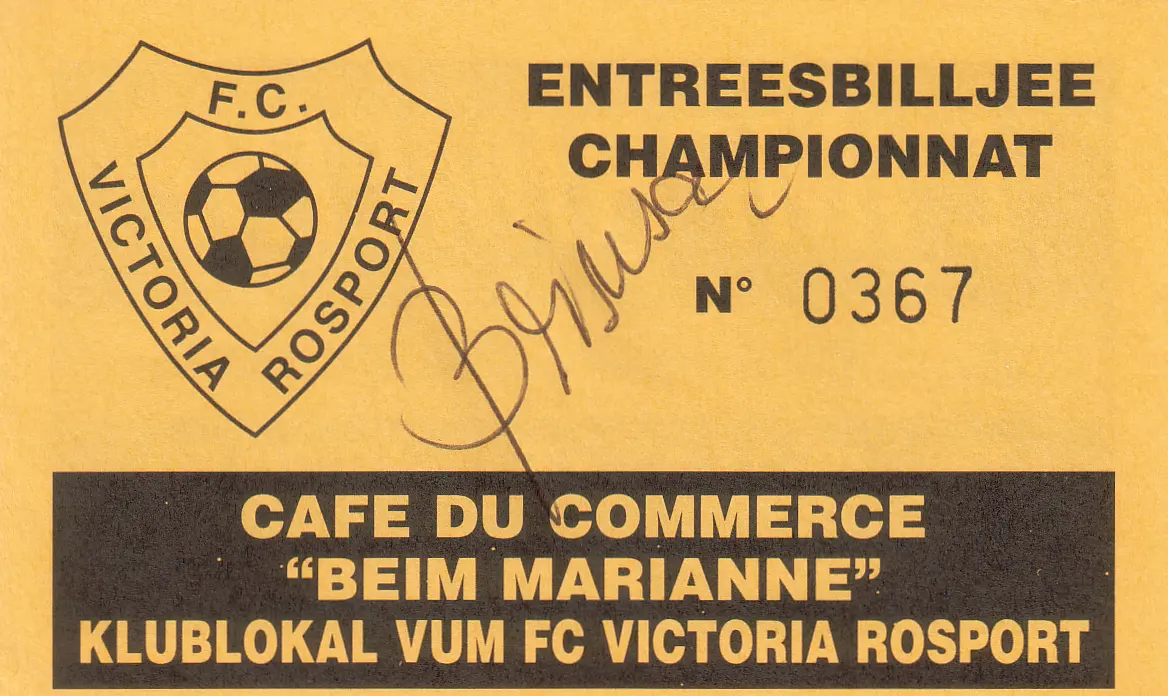 F.C.
VICTORIA ROSPORT
ENTREESBILLJEE
CHAMPIONNAT
N° 0367
CAFE DU COMMERCE
“BEIM MARIANNE”
KLUBLOKAL VUM FC VICTORIA ROSPORT